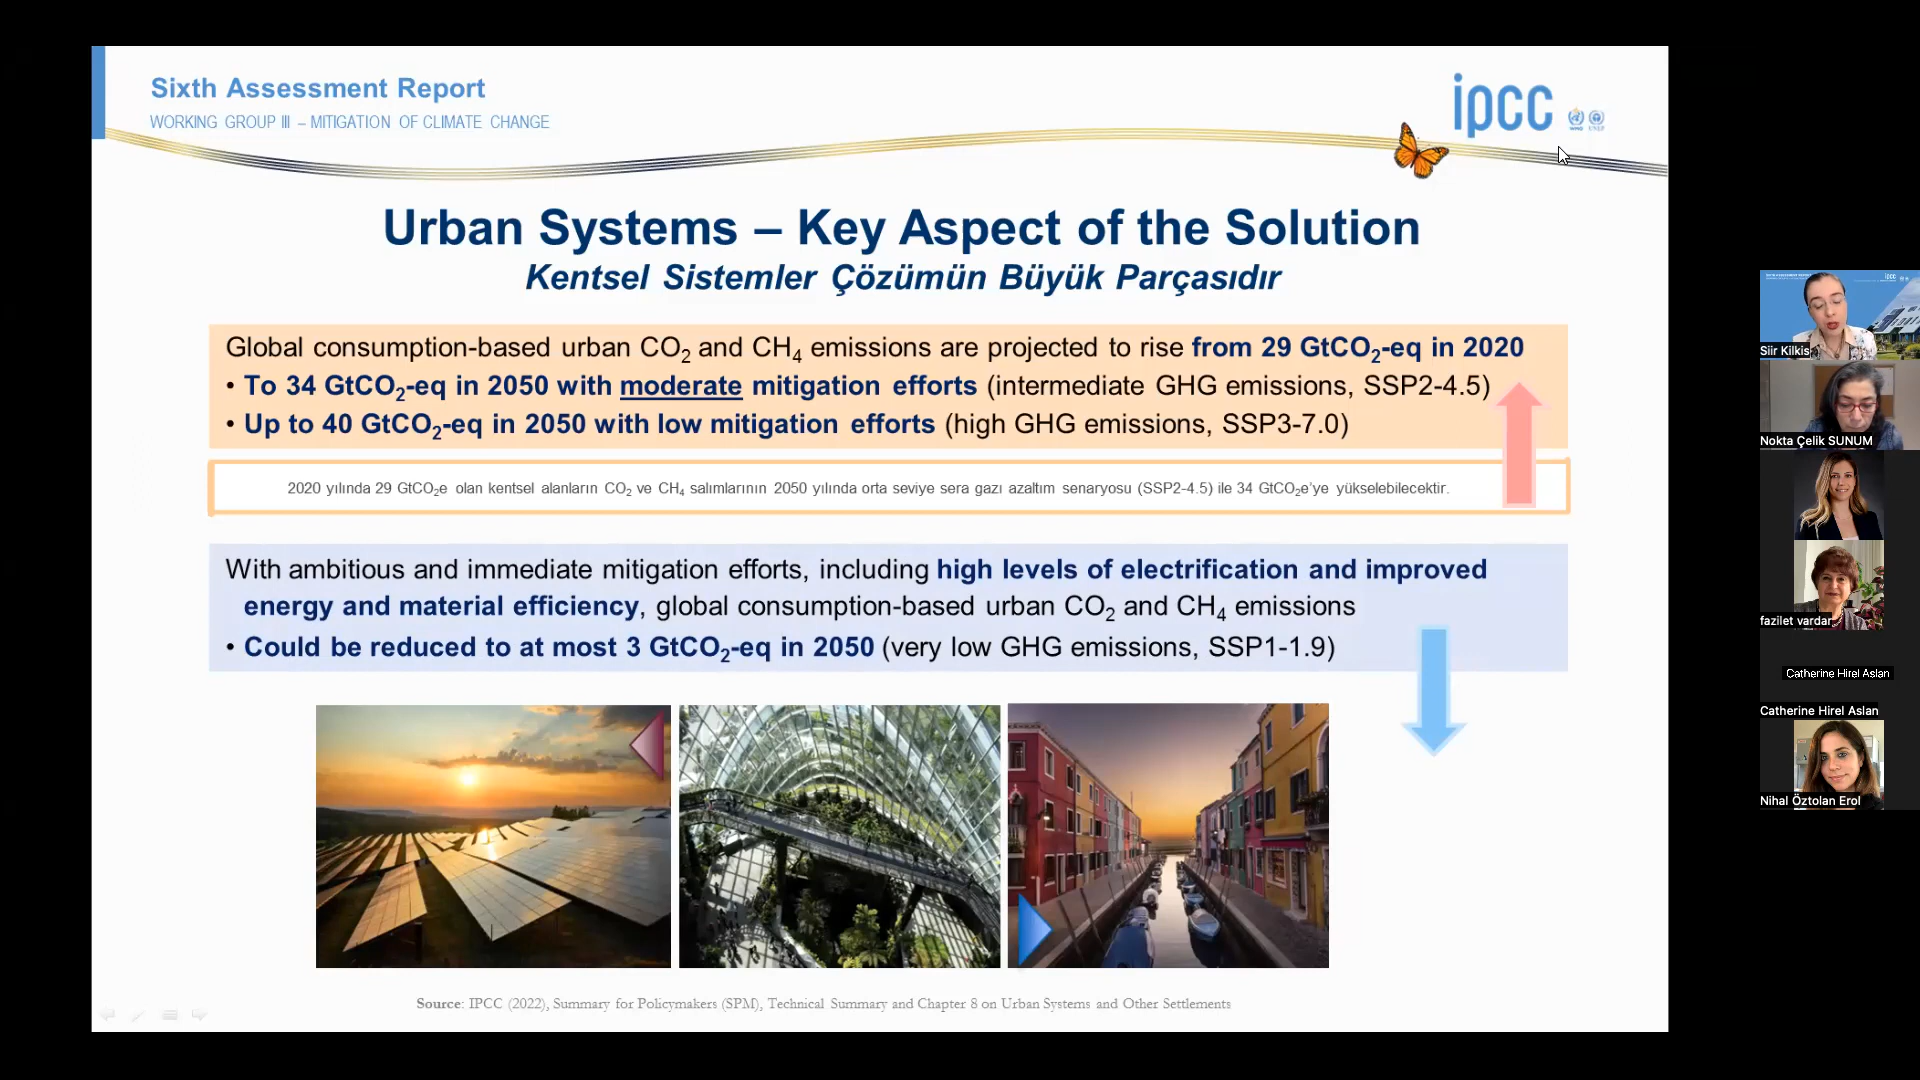 Sixth Assessment Report
WORKING GROUP III – MITIGATION OF CLIMATE CHANGE
ipcc
WMO UNEP
Urban Systems – Key Aspect of the Solution
Kentsel Sistemler Çözümün Büyük Parçasıdır
Global consumption-based urban CO₂ and CH₄ emissions are projected to rise from 29 GtCO₂-eq in 2020
• To 34 GtCO₂-eq in 2050 with moderate mitigation efforts (intermediate GHG emissions, SSP2-4.5)
• Up to 40 GtCO₂-eq in 2050 with low mitigation efforts (high GHG emissions, SSP3-7.0)
2020 yılında 29 GtCO₂e olan kentsel alanların CO₂ ve CH₄ salımlarının 2050 yılında orta seviye sera gazı azaltım senaryosu (SSP2-4.5) ile 34 GtCO₂e'ye yükselebilecektir.
With ambitious and immediate mitigation efforts, including high levels of electrification and improved
energy and material efficiency, global consumption-based urban CO₂ and CH₄ emissions
• Could be reduced to at most 3 GtCO₂-eq in 2050 (very low GHG emissions, SSP1-1.9)
Source: IPCC (2022), Summary for Policymakers (SPM), Technical Summary and Chapter 8 on Urban Systems and Other Settlements
Siir Kilkis
Nokta Çelik SUNUM
fazilet vardar
Catherine Hirel Aslan
Catherine Hirel Aslan
Nihal Öztolan Erol